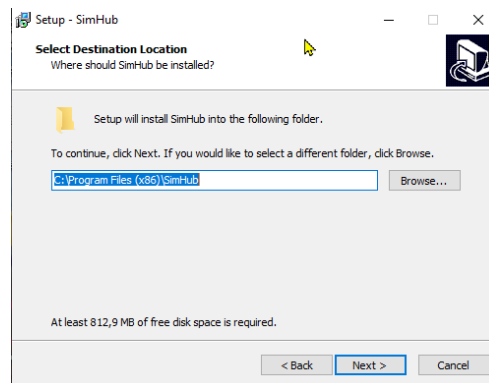 Setup - SimHub
Select Destination Location
Where should SimHub be installed?
Setup will install SimHub into the following folder.
To continue, click Next. If you would like to select a different folder, click Browse.
C:\Program Files (x86)\SimHub
Browse...
At least 812,9 MB of free disk space is required.
< Back
Next >
Cancel